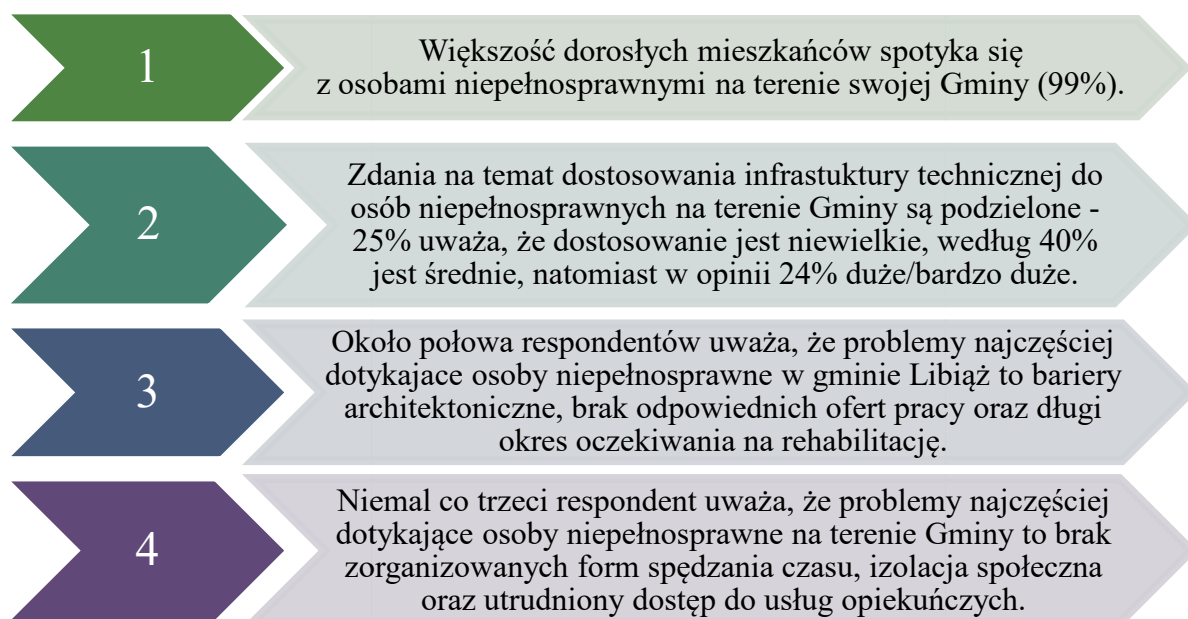 1
Większość dorosłych mieszkańców spotyka się
z osobami niepełnosprawnymi na terenie swojej Gminy (99%).
2
Zdania na temat dostosowania infrastuktury technicznej do
osób niepełnosprawnych na terenie Gminy są podzielone -
25% uważa, że dostosowanie jest niewielkie, według 40%
jest średnie, natomiast w opinii 24% duże/bardzo duże.
3
Około połowa respondentów uważa, że problemy najczęściej
dotykajace osoby niepełnosprawne w gminie Libiąż to bariery
architektoniczne, brak odpowiednich ofert pracy oraz długi
okres oczekiwania na rehabilitację.
4
Niemal co trzeci respondent uważa, że problemy najczęściej
dotykające osoby niepełnosprawne na terenie Gminy to brak
zorganizowanych form spędzania czasu, izolacja społeczna
oraz utrudniony dostęp do usług opiekuńczych.